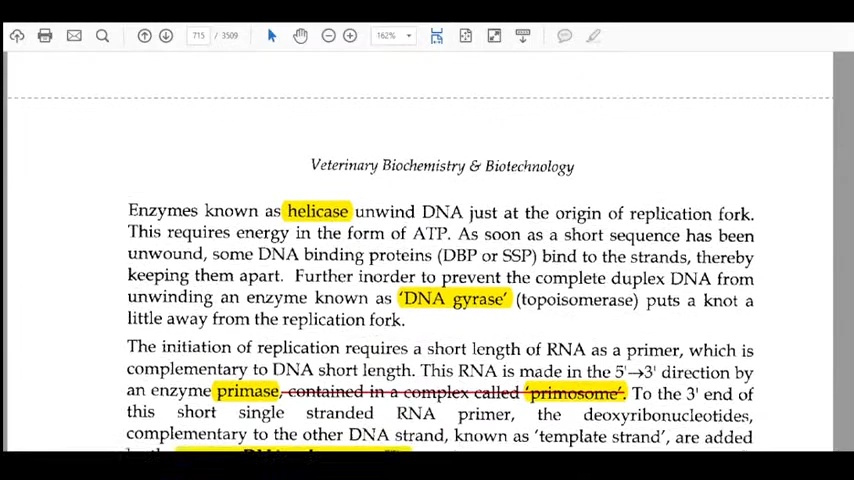 715 / 3509
162%
Veterinary Biochemistry & Biotechnology
Enzymes known as helicase unwind DNA just at the origin of replication fork.
This requires energy in the form of ATP. As soon as a short sequence has been
unwound, some DNA binding proteins (DBP or SSP) bind to the strands, thereby
keeping them apart. Further inorder to prevent the complete duplex DNA from
unwinding an enzyme known as ‘DNA gyrase’ (topoisomerase) puts a knot a
little away from the replication fork.
The initiation of replication requires a short length of RNA as a primer, which is
complementary to DNA short length. This RNA is made in the 5'→3' direction by
an enzyme primase, contained in a complex called ‘primosome’. To the 3' end of
this short single stranded RNA primer, the deoxyribonucleotides,
complementary to the other DNA strand, known as ‘template strand’, are added